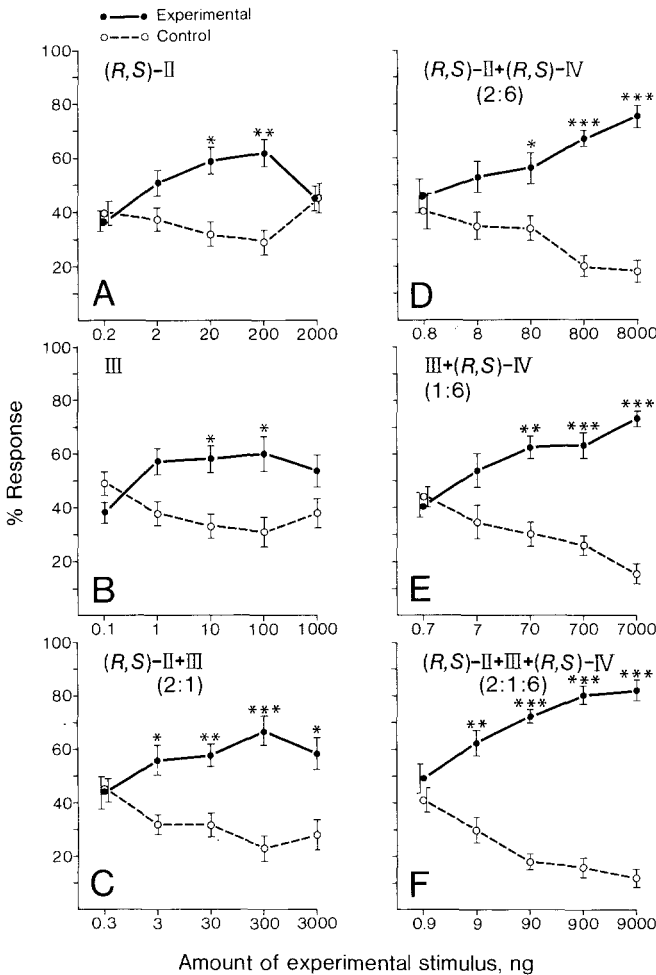 Experimental
Control
% Response
100
80
60
40
20
(R,S)-II
*
**
A
0.2 2 20 200 2000
80
60
40
20
III
*
*
B
0.1 1 10 100 1000
80
60
40
20
(R,S)-II+III
(2:1)
*
**
***
*
C
0.3 3 30 300 3000
(R,S)-II+(R,S)-IV
(2:6)
*
***
***
D
0.8 8 80 800 8000
III+(R,S)-IV
(1:6)
**
***
***
E
0.7 7 70 700 7000
(R,S)-II+III+(R,S)-IV
(2:1:6)
**
***
***
***
F
0.9 9 90 900 9000
Amount of experimental stimulus, ng